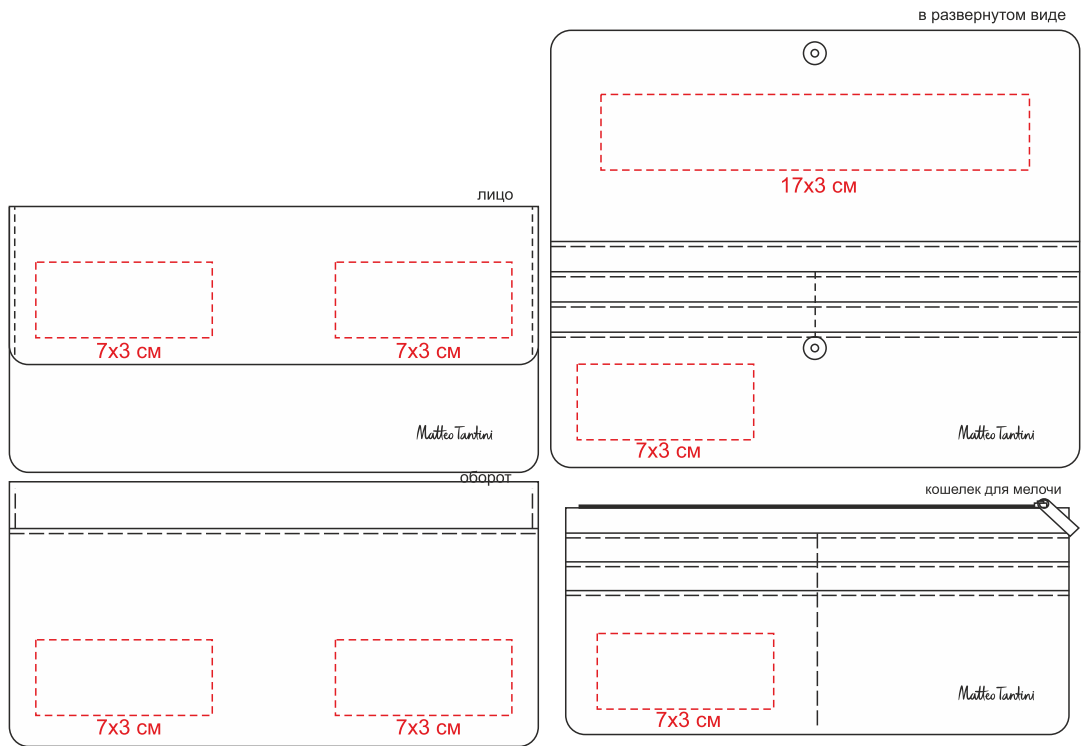 в развернутом виде
17x3 см
лицо
7x3 см
7x3 см
Matteo Tantini
7x3 см
Matteo Tantini
оборот
7x3 см
7x3 см
кошелек для мелочи
7x3 см
Matteo Tantini